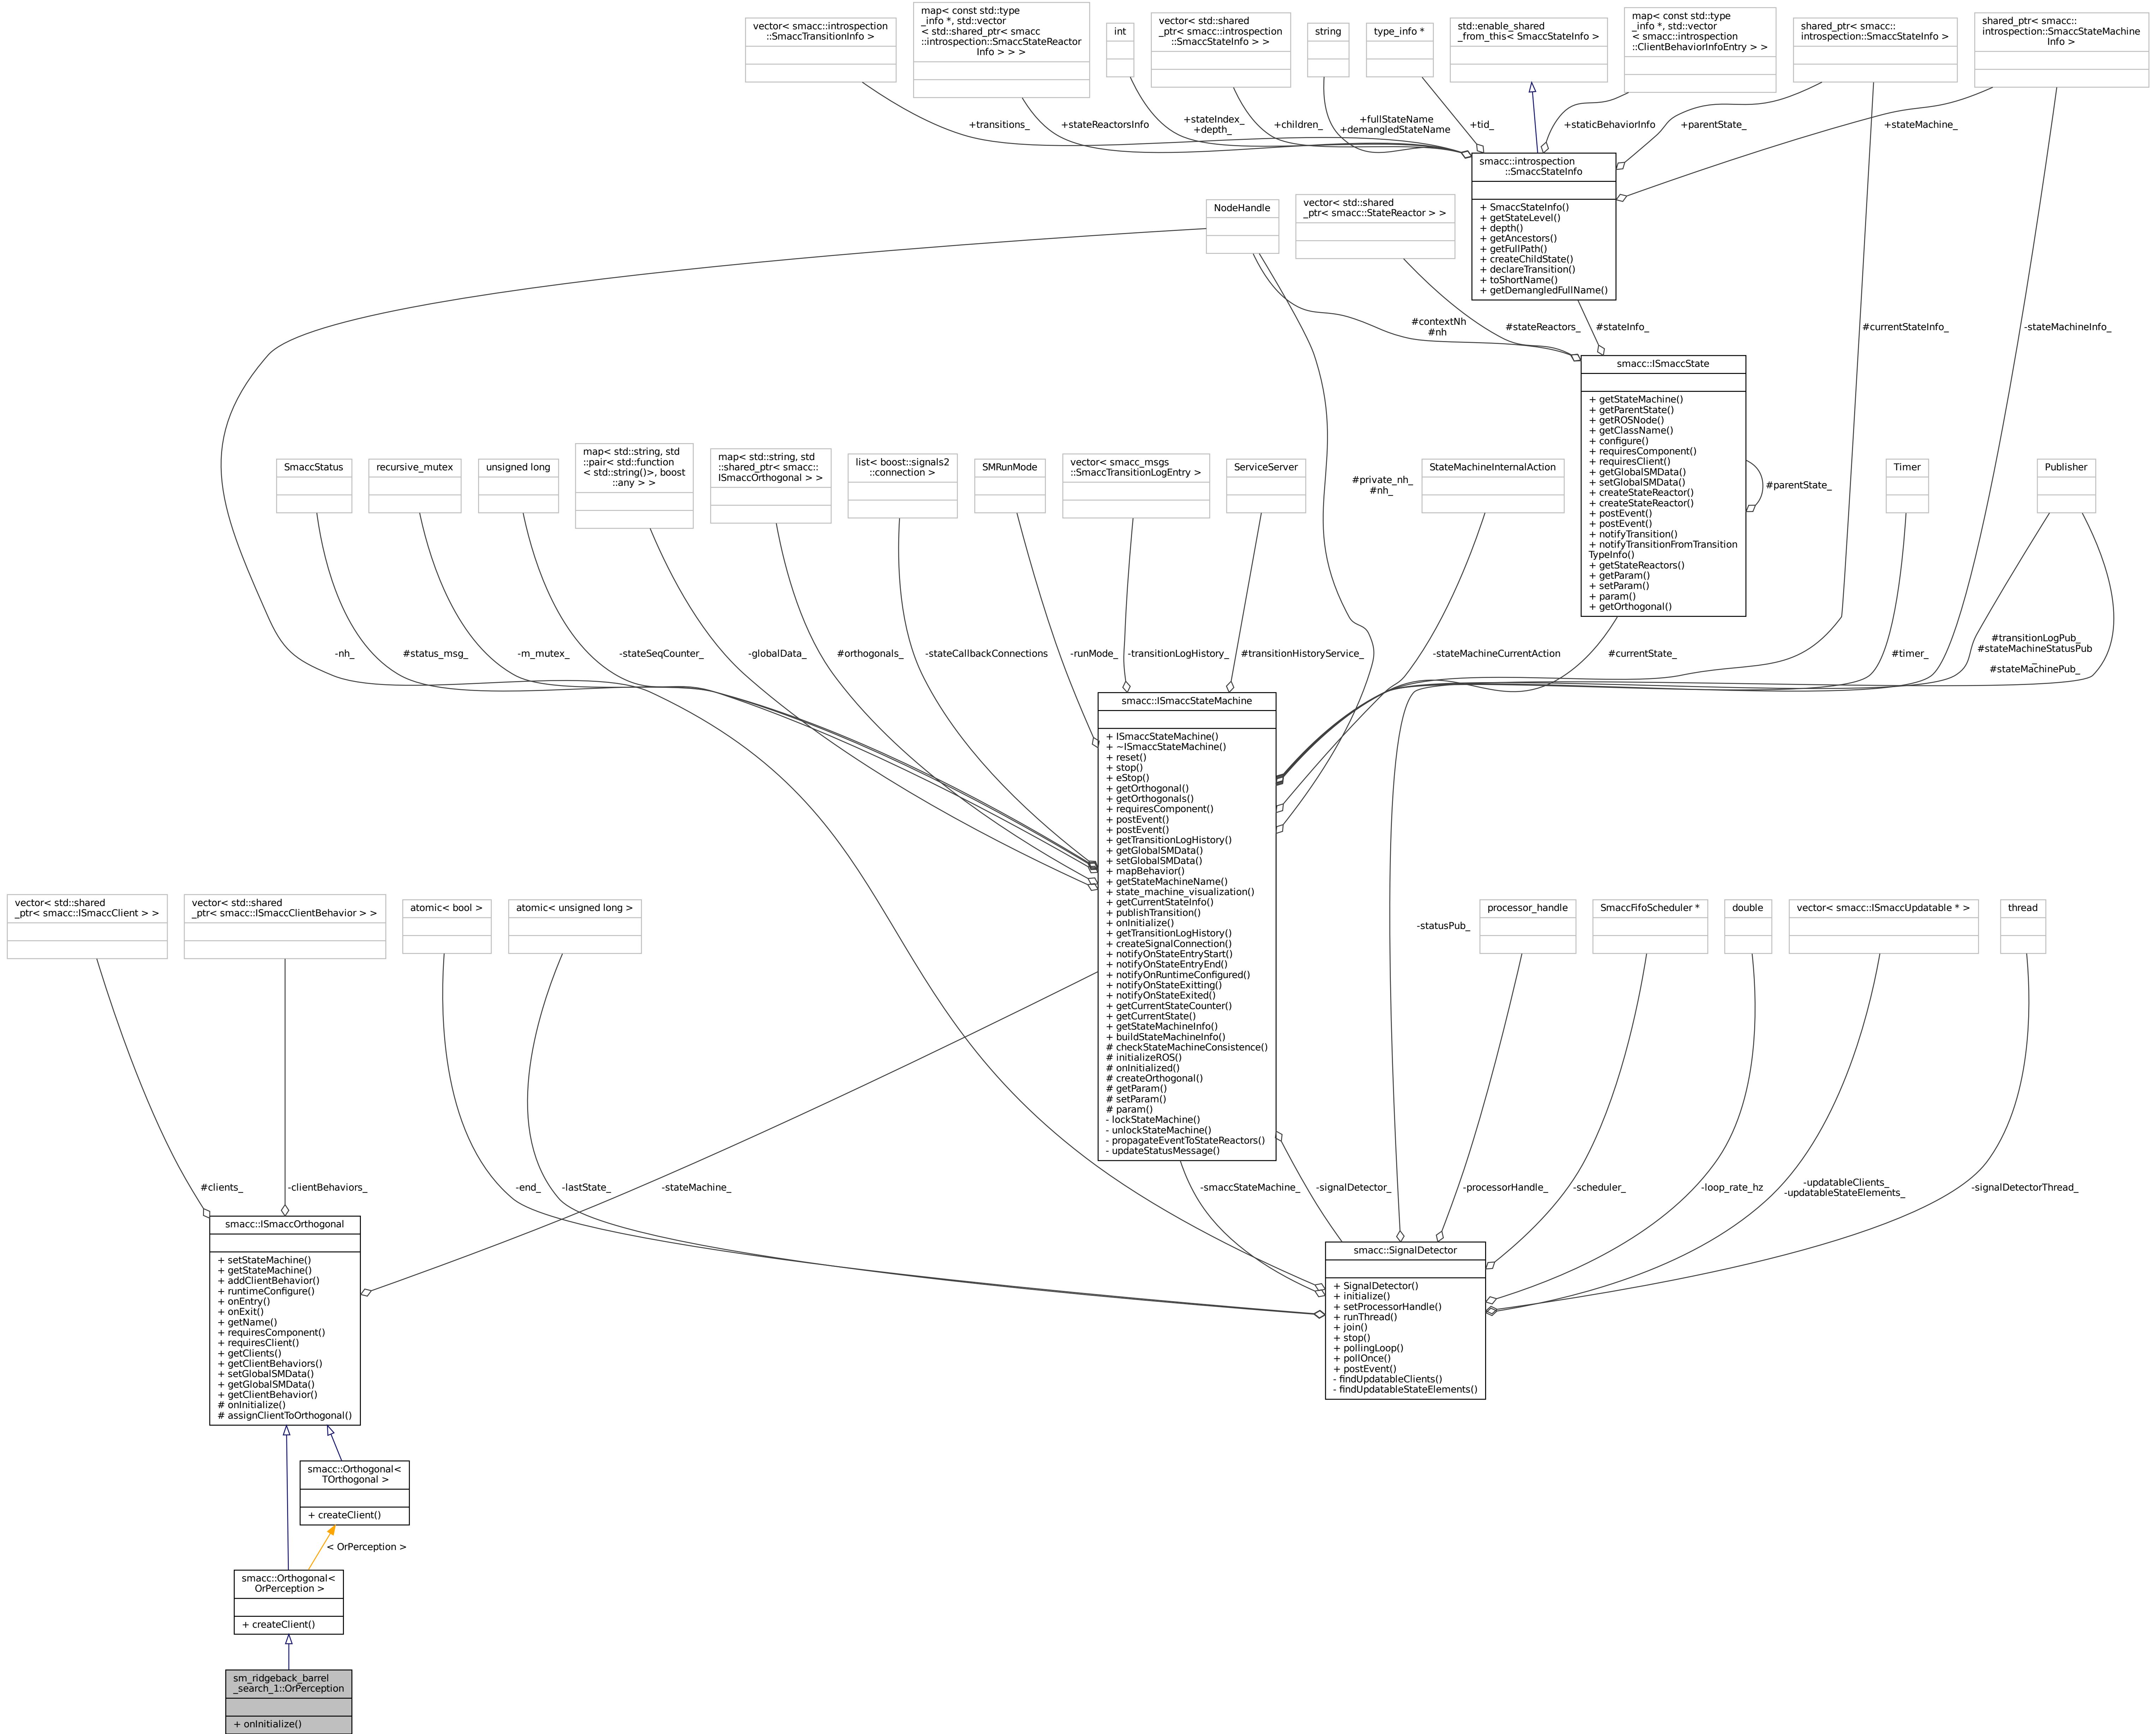 vector< smacc::introspection
::SmaccTransitionInfo >
map< const std::type
_info *, std::vector
< std::shared_ptr< smacc
::introspection::SmaccStateReactor
Info > > >
int
vector< std::shared
_ptr< smacc::introspection
::SmaccStateInfo > >
string
type_info *
std::enable_shared
_from_this< SmaccStateInfo >
map< const std::type
_info *, std::vector
< smacc::introspection
::ClientBehaviorInfoEntry > >
shared_ptr< smacc::
introspection::SmaccStateInfo >
shared_ptr< smacc::
introspection::SmaccStateMachine
Info >
+transitions_
+stateReactorsInfo
+stateIndex_
+depth_
+children_
+fullStateName
+demangledStateName
+tid_
+staticBehaviorInfo
+parentState_
+stateMachine_
smacc::introspection
::SmaccStateInfo
+ SmaccStateInfo()
+ getStateLevel()
+ depth()
+ getAncestors()
+ getFullPath()
+ createChildState()
+ declareTransition()
+ toShortName()
+ getDemangledFullName()
NodeHandle
vector< std::shared
_ptr< smacc::StateReactor > >
#contextNh
#nh
#stateReactors_
#stateInfo_
#currentStateInfo_
-stateMachineInfo_
smacc::ISmaccState
+ getStateMachine()
+ getParentState()
+ getROSNode()
+ getClassName()
+ configure()
+ requiresComponent()
+ requiresClient()
+ getGlobalSMData()
+ setGlobalSMData()
+ createStateReactor()
+ createStateReactor()
+ postEvent()
+ postEvent()
+ notifyTransition()
+ notifyTransitionFromTransition
TypeInfo()
+ getStateReactors()
+ getParam()
+ setParam()
+ param()
+ getOrthogonal()
#parentState_
SmaccStatus
recursive_mutex
unsigned long
map< std::string, std
::pair< std::function
< std::string()>, boost
::any > >
map< std::string, std
::shared_ptr< smacc::
ISmaccOrthogonal > >
list< boost::signals2
::connection >
SMRunMode
vector< smacc_msgs
::SmaccTransitionLogEntry >
ServiceServer
#private_nh_
#nh_
StateMachineInternalAction
Timer
Publisher
-nh_
#status_msg_
-m_mutex_
-stateSeqCounter_
-globalData_
#orthogonals_
-stateCallbackConnections
-runMode_
-transitionLogHistory_
#transitionHistoryService_
-stateMachineCurrentAction
#currentState_
#timer_
#transitionLogPub_
#stateMachineStatusPub
_
#stateMachinePub_
smacc::ISmaccStateMachine
+ ISmaccStateMachine()
+ ~ISmaccStateMachine()
+ reset()
+ stop()
+ eStop()
+ getOrthogonal()
+ getOrthogonals()
+ requiresComponent()
+ postEvent()
+ postEvent()
+ getTransitionLogHistory()
+ getGlobalSMData()
+ setGlobalSMData()
+ mapBehavior()
+ getStateMachineName()
+ state_machine_visualization()
+ getCurrentStateInfo()
+ publishTransition()
+ onInitialize()
+ getTransitionLogHistory()
+ createSignalConnection()
+ notifyOnStateEntryStart()
+ notifyOnStateEntryEnd()
+ notifyOnRuntimeConfigured()
+ notifyOnStateExitting()
+ notifyOnStateExited()
+ getCurrentStateCounter()
+ getCurrentState()
+ getStateMachineInfo()
+ buildStateMachineInfo()
# checkStateMachineConsistence()
# initializeROS()
# onInitialized()
# createOrthogonal()
# getParam()
# setParam()
# param()
- lockStateMachine()
- unlockStateMachine()
- propagateEventToStateReactors()
- updateStatusMessage()
vector< std::shared
_ptr< smacc::ISmaccClient > >
vector< std::shared
_ptr< smacc::ISmaccClientBehavior > >
atomic< bool >
atomic< unsigned long >
-statusPub_
processor_handle
SmaccFifoScheduler *
double
vector< smacc::ISmaccUpdatable * >
thread
#clients_
-clientBehaviors_
-end_
-lastState_
-stateMachine_
-smaccStateMachine_
-signalDetector_
-processorHandle_
-scheduler_
-loop_rate_hz
-updatableClients_
-updatableStateElements_
-signalDetectorThread_
smacc::ISmaccOrthogonal
+ setStateMachine()
+ getStateMachine()
+ addClientBehavior()
+ runtimeConfigure()
+ onEntry()
+ onExit()
+ getName()
+ requiresComponent()
+ requiresClient()
+ getClients()
+ getClientBehaviors()
+ setGlobalSMData()
+ getGlobalSMData()
+ getClientBehavior()
# onInitialize()
# assignClientToOrthogonal()
smacc::SignalDetector
+ SignalDetector()
+ initialize()
+ setProcessorHandle()
+ runThread()
+ join()
+ stop()
+ pollingLoop()
+ pollOnce()
+ postEvent()
- findUpdatableClients()
- findUpdatableStateElements()
smacc::Orthogonal<
TOrthogonal >
+ createClient()
< OrPerception >
smacc::Orthogonal<
OrPerception >
+ createClient()
sm_ridgeback_barrel
_search_1::OrPerception
+ onInitialize()